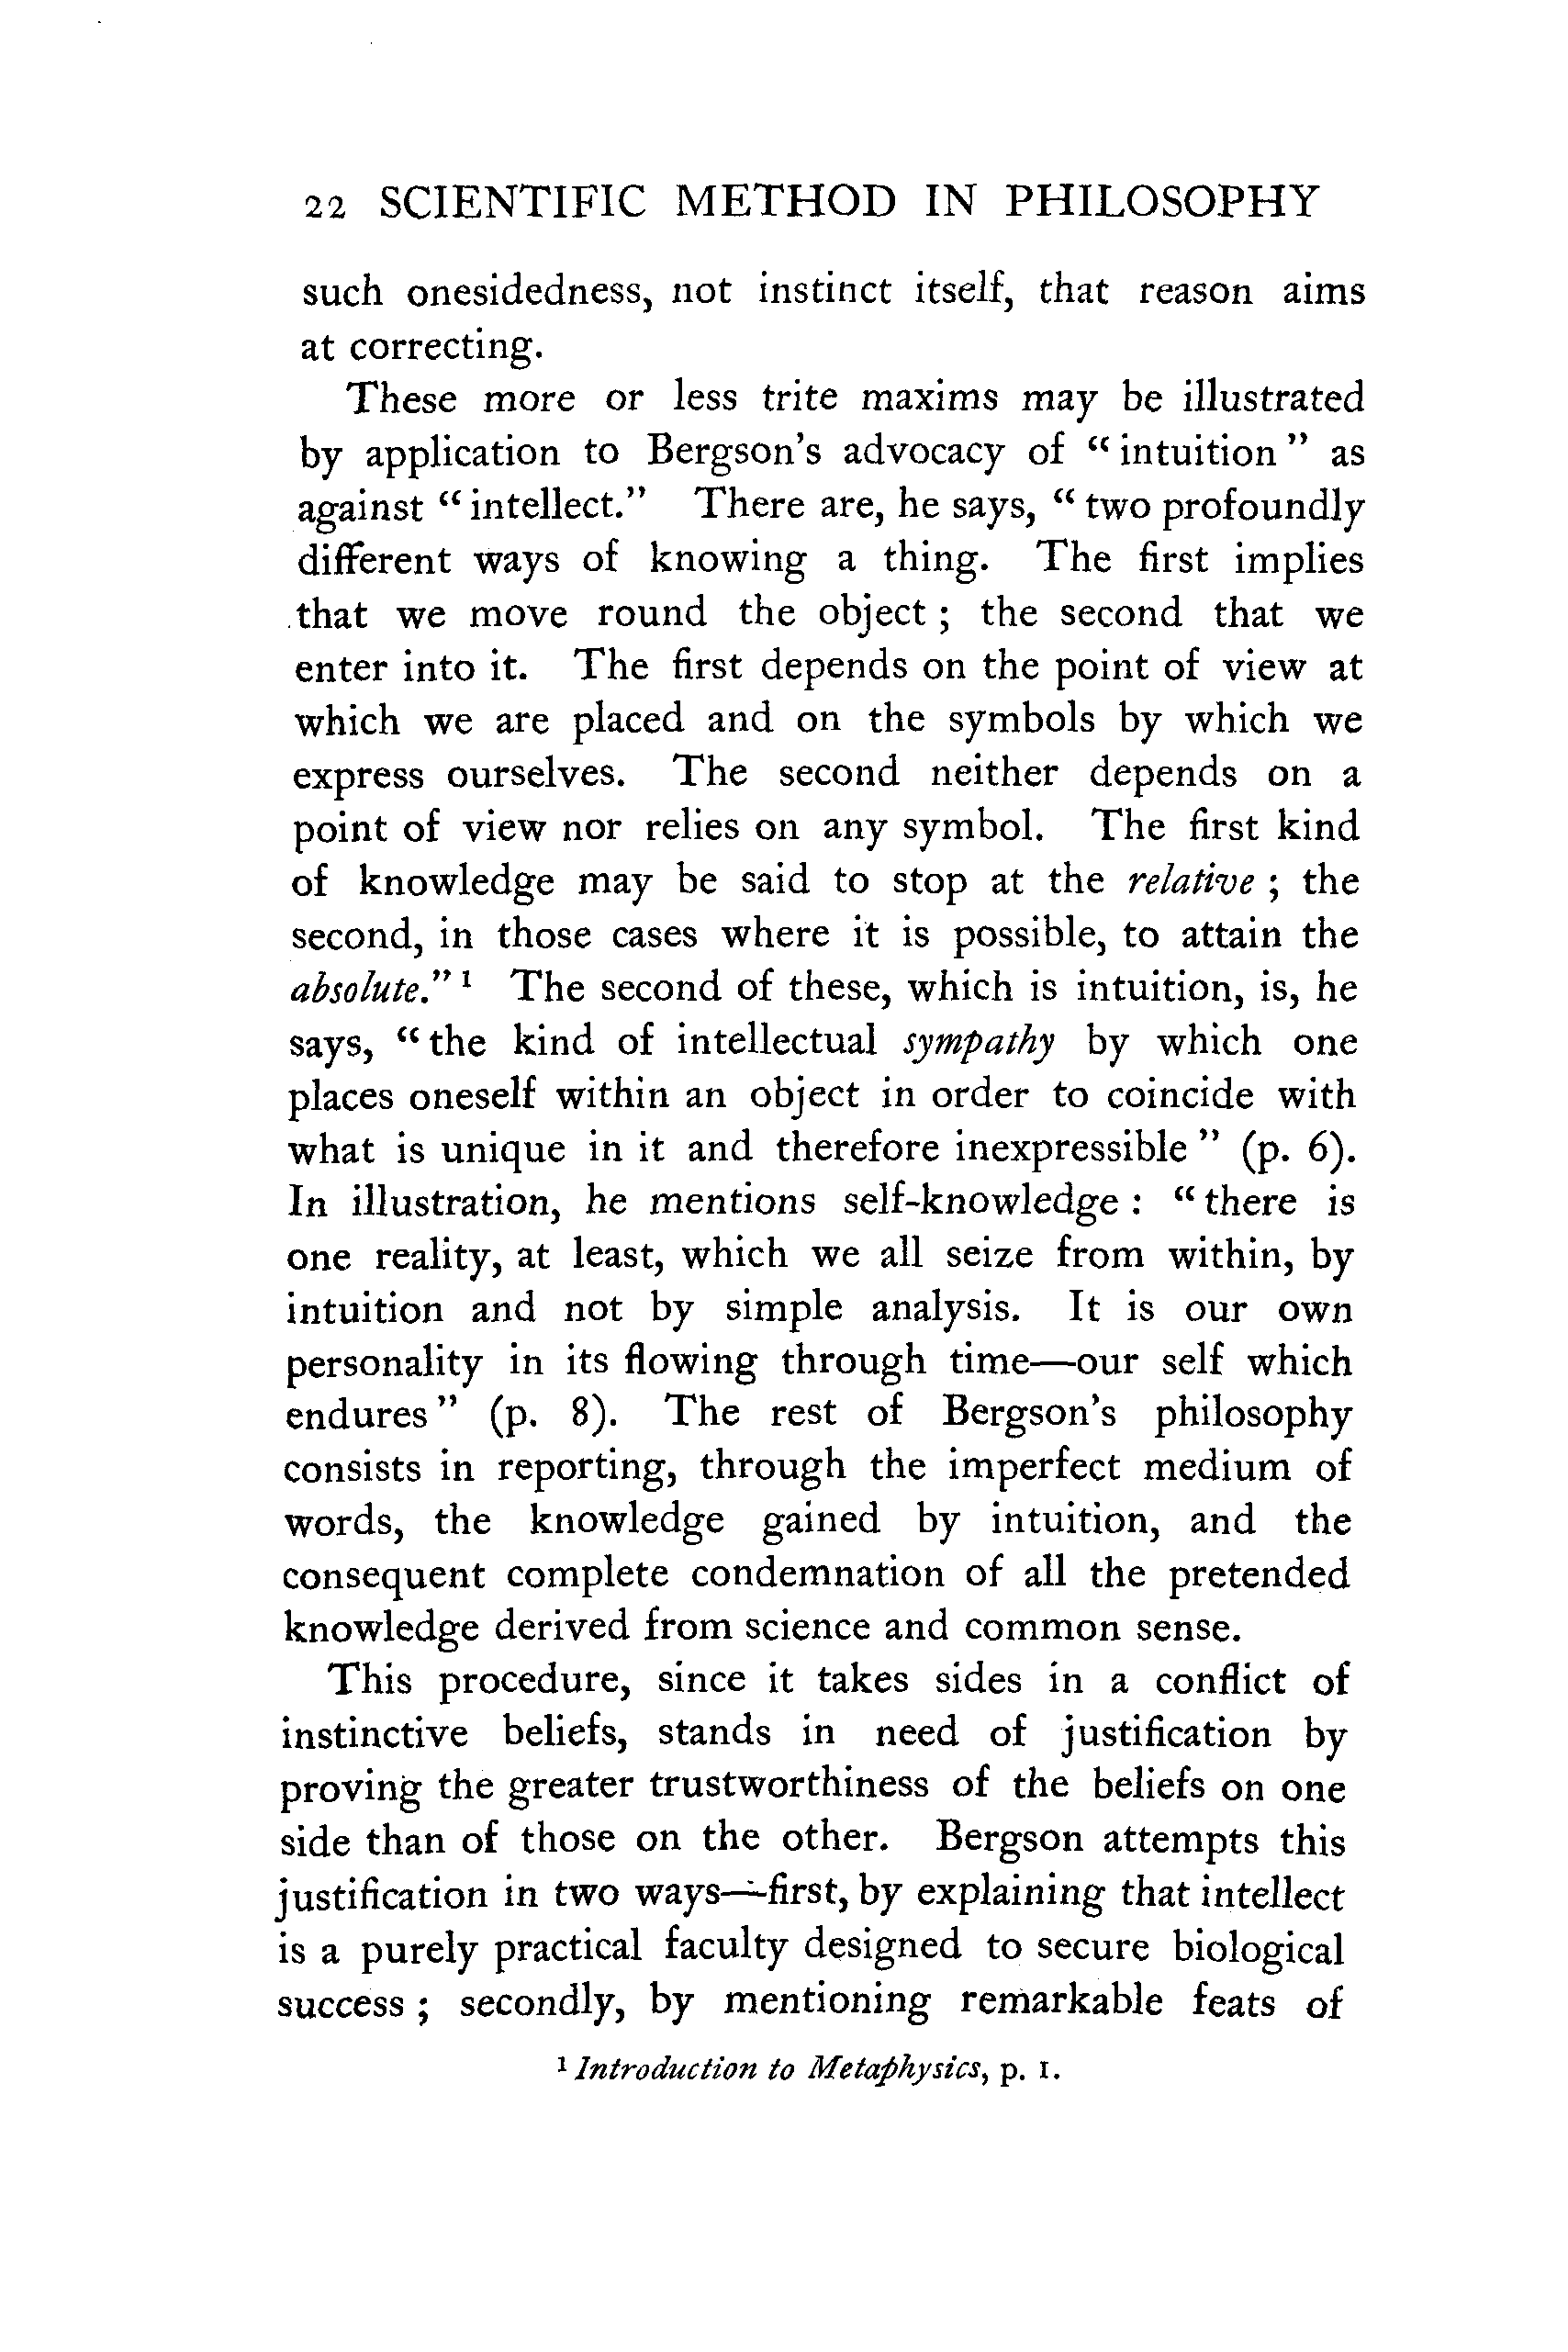 22 SCIENTIFIC METHOD IN PHILOSOPHY
such onesidedness, not instinct itself, that reason aims
at correcting.
These more or less trite maxims may be illustrated
by application to Bergson's advocacy of “intuition” as
against “intellect.” There are, he says, “two profoundly
different ways of knowing a thing. The first implies
that we move round the object; the second that we
enter into it. The first depends on the point of view at
which we are placed and on the symbols by which we
express ourselves. The second neither depends on a
point of view nor relies on any symbol. The first kind
of knowledge may be said to stop at the relative; the
second, in those cases where it is possible, to attain the
absolute.”¹ The second of these, which is intuition, is, he
says, “the kind of intellectual sympathy by which one
places oneself within an object in order to coincide with
what is unique in it and therefore inexpressible” (p. 6).
In illustration, he mentions self-knowledge: “there is
one reality, at least, which we all seize from within, by
intuition and not by simple analysis. It is our own
personality in its flowing through time—our self which
endures” (p. 8). The rest of Bergson's philosophy
consists in reporting, through the imperfect medium of
words, the knowledge gained by intuition, and the
consequent complete condemnation of all the pretended
knowledge derived from science and common sense.
This procedure, since it takes sides in a conflict of
instinctive beliefs, stands in need of justification by
proving the greater trustworthiness of the beliefs on one
side than of those on the other. Bergson attempts this
justification in two ways—first, by explaining that intellect
is a purely practical faculty designed to secure biological
success; secondly, by mentioning remarkable feats of
¹ Introduction to Metaphysics, p. 1.